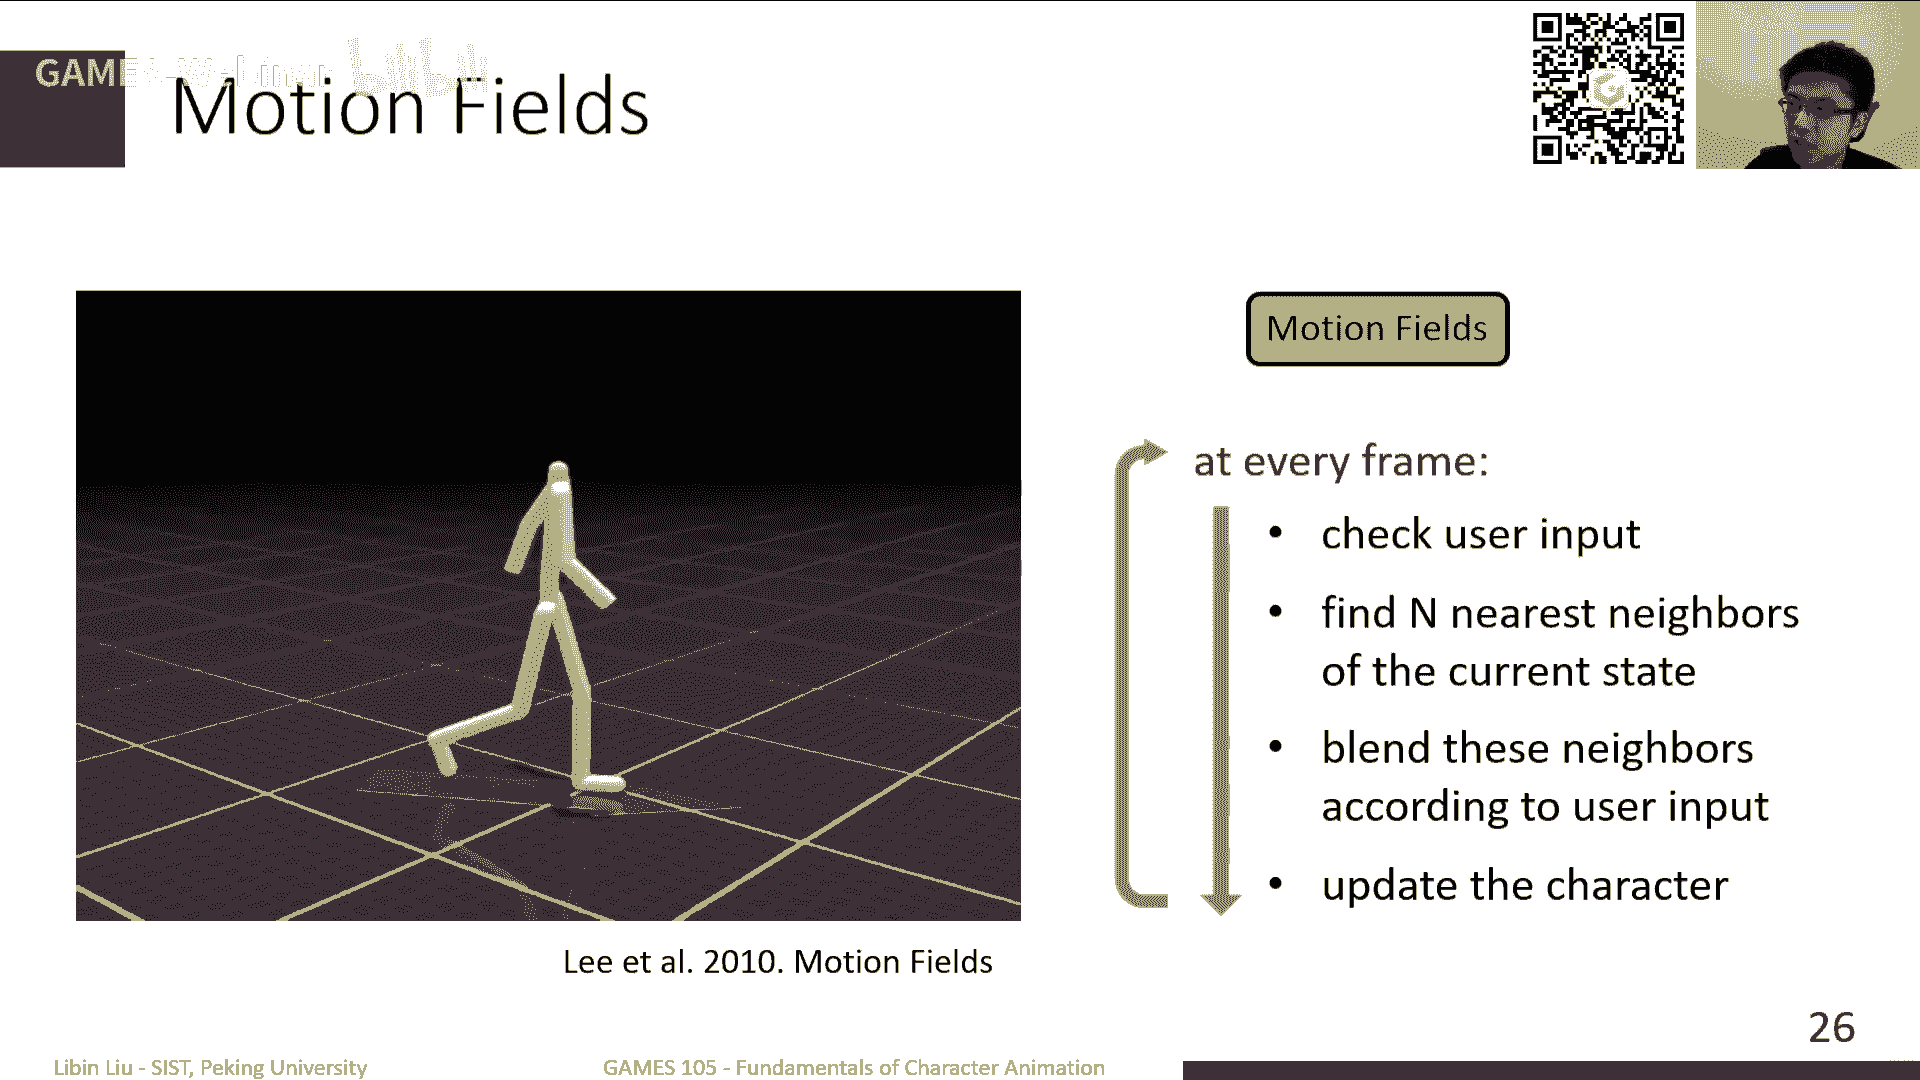 GAMES-Webinar bilibili
Motion Fields
Motion Fields
at every frame:
• check user input
• find N nearest neighbors
of the current state
• blend these neighbors
according to user input
• update the character
Lee et al. 2010. Motion Fields
26
Libin Liu - SIST, Peking University
GAMES 105 - Fundamentals of Character Animation